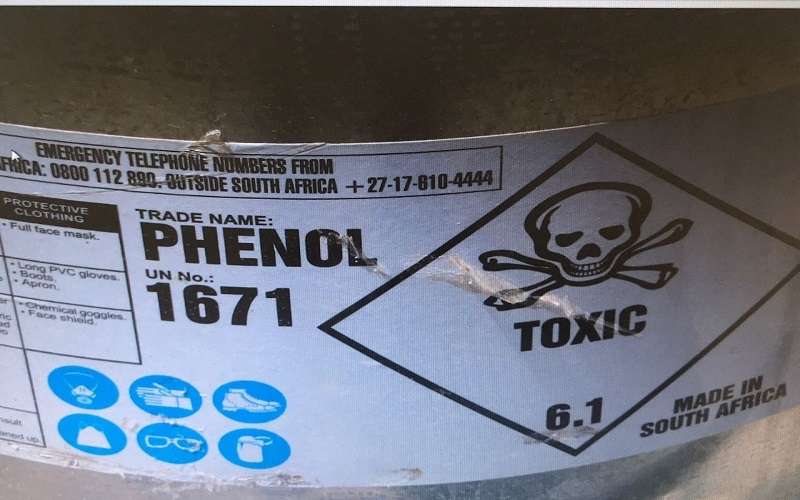 EMERGENCY TELEPHONE NUMBERS FROM
AFRICA: 0800 112 890. OUTSIDE SOUTH AFRICA +27-17-610-4444
PROTECTIVE
CLOTHING
• Full face mask.
• Long PVC gloves.
• Boots.
• Apron.
• Chemical goggles.
• Face shield.
TRADE NAME:
PHENOL
UN No.:
1671
TOXIC
6.1
MADE IN
SOUTH AFRICA